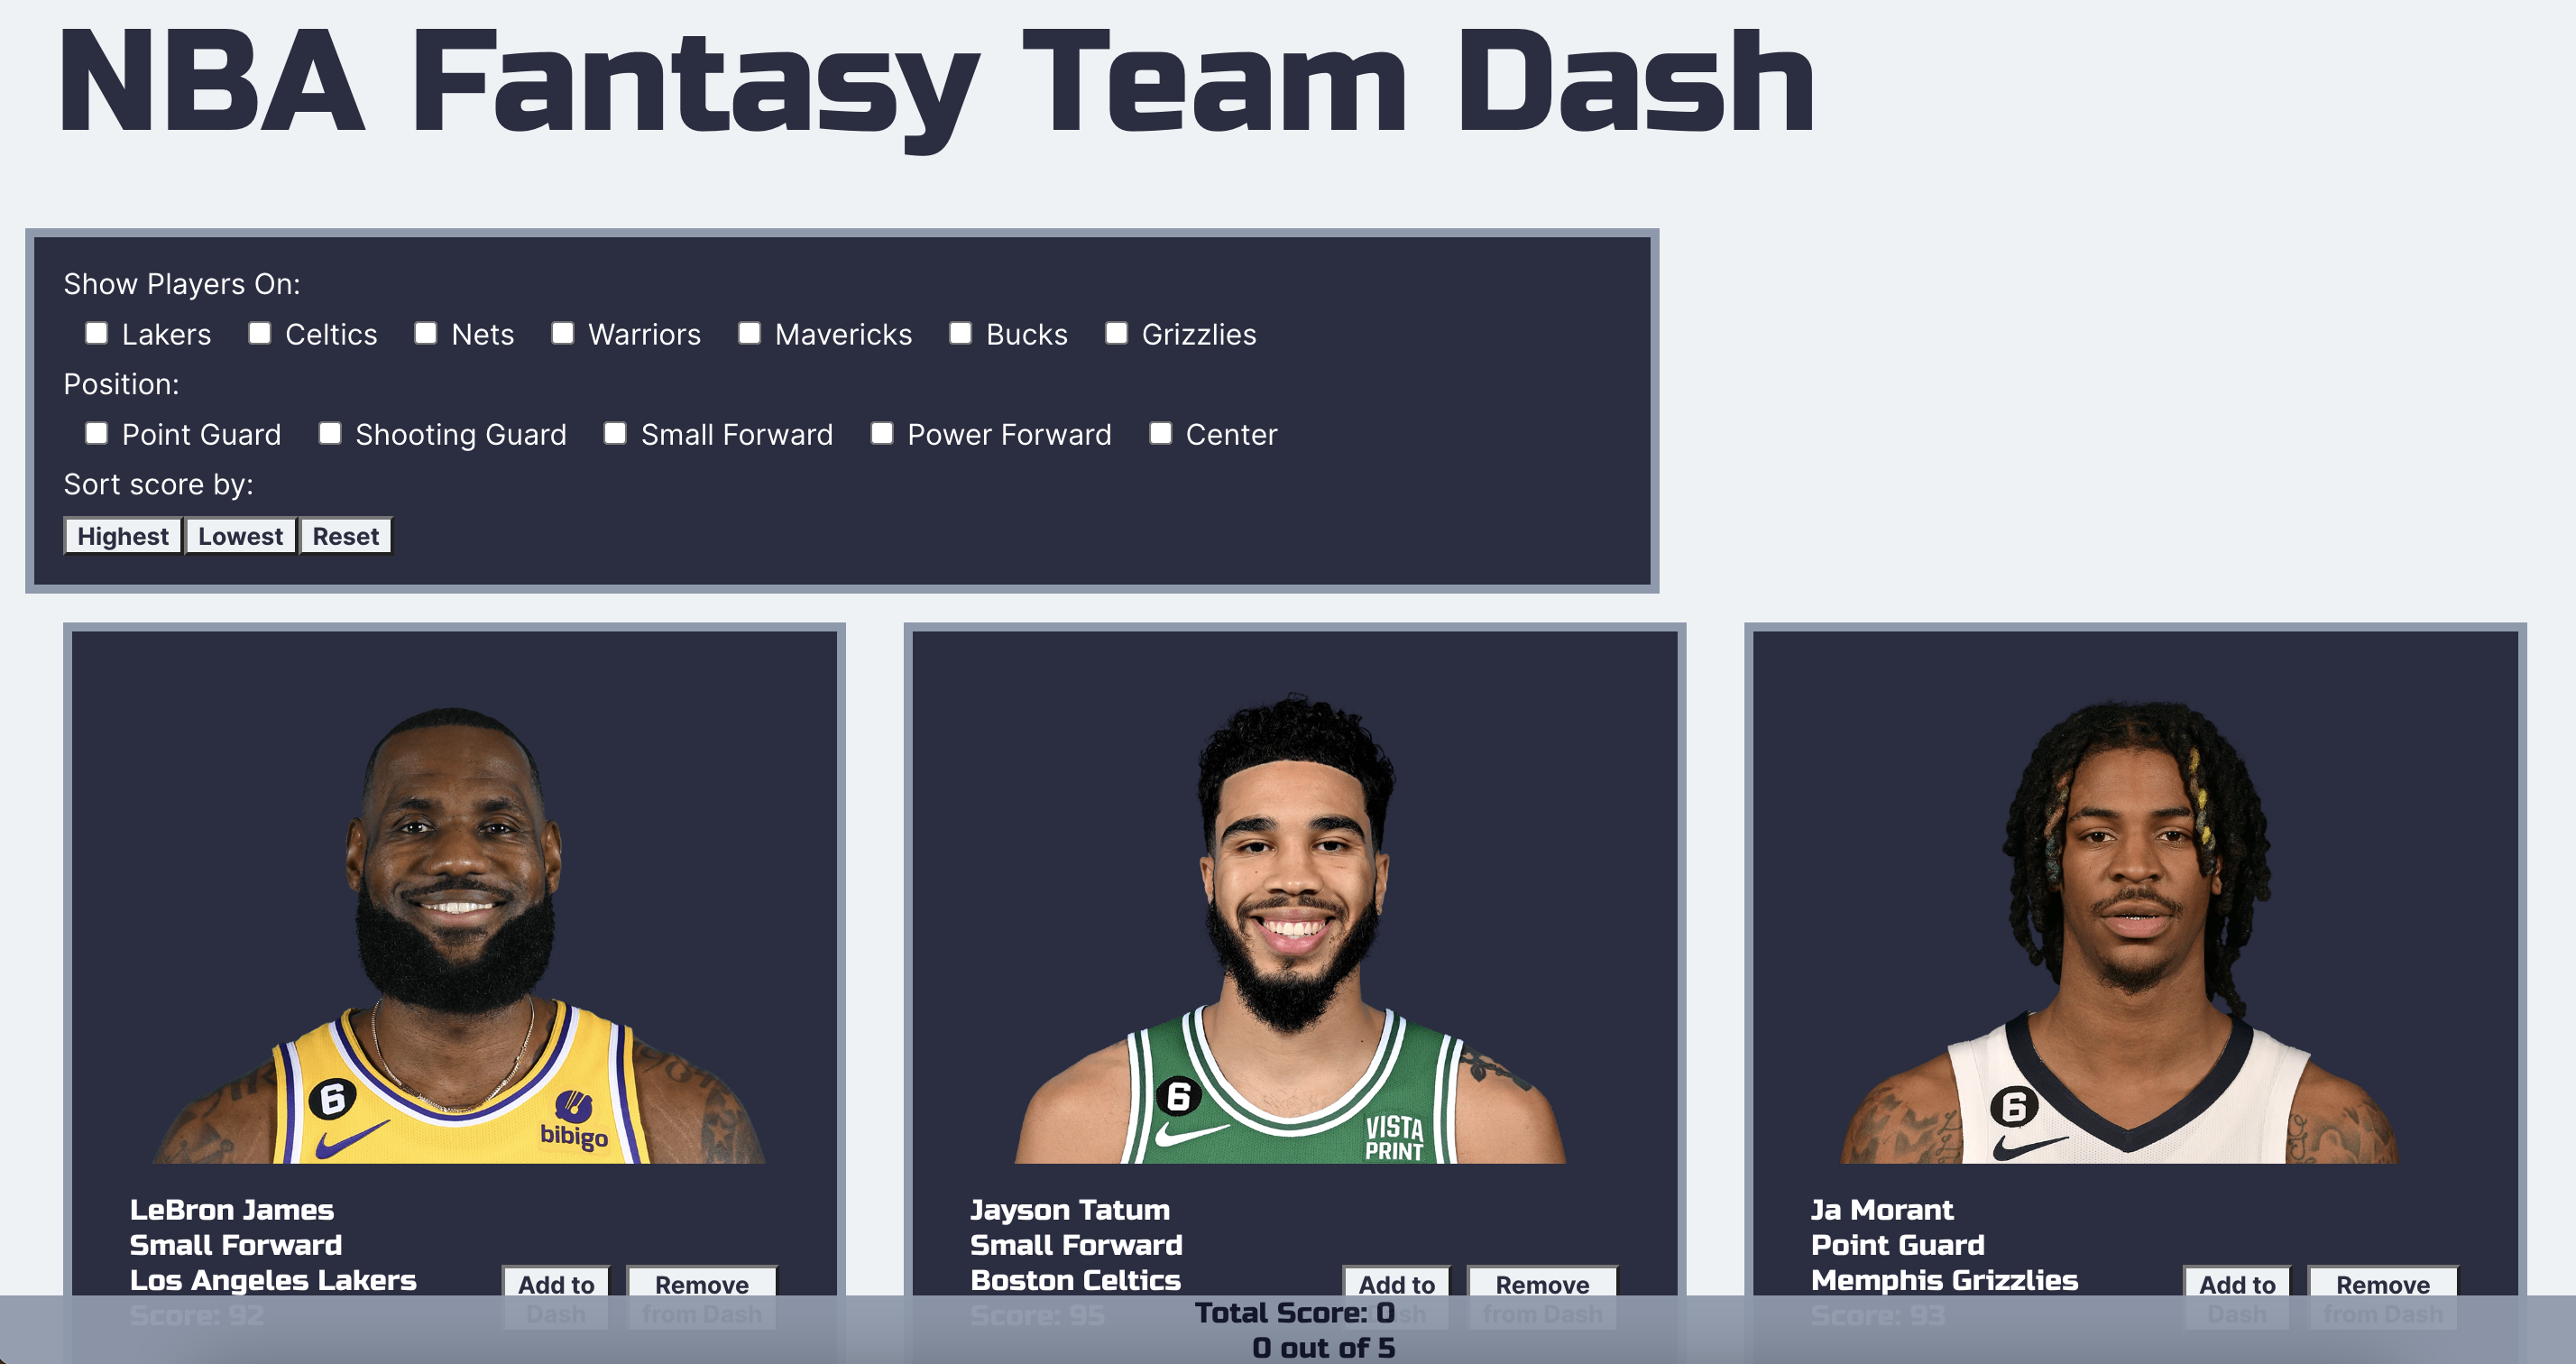 NBA Fantasy Team Dash
Show Players On:
Lakers Celtics Nets Warriors Mavericks Bucks Grizzlies
Position:
Point Guard Shooting Guard Small Forward Power Forward Center
Sort score by:
Highest Lowest Reset
6
bibigo
6
VISTA
PRINT
6
LeBron James
Small Forward
Los Angeles Lakers
Score: 92
Add to
Dash
Remove
from Dash
Jayson Tatum
Small Forward
Boston Celtics
Score: 95
Add to
Dash
Remove
from Dash
Ja Morant
Point Guard
Memphis Grizzlies
Score: 93
Add to
Dash
Remove
from Dash
Total Score: 0
0 out of 5